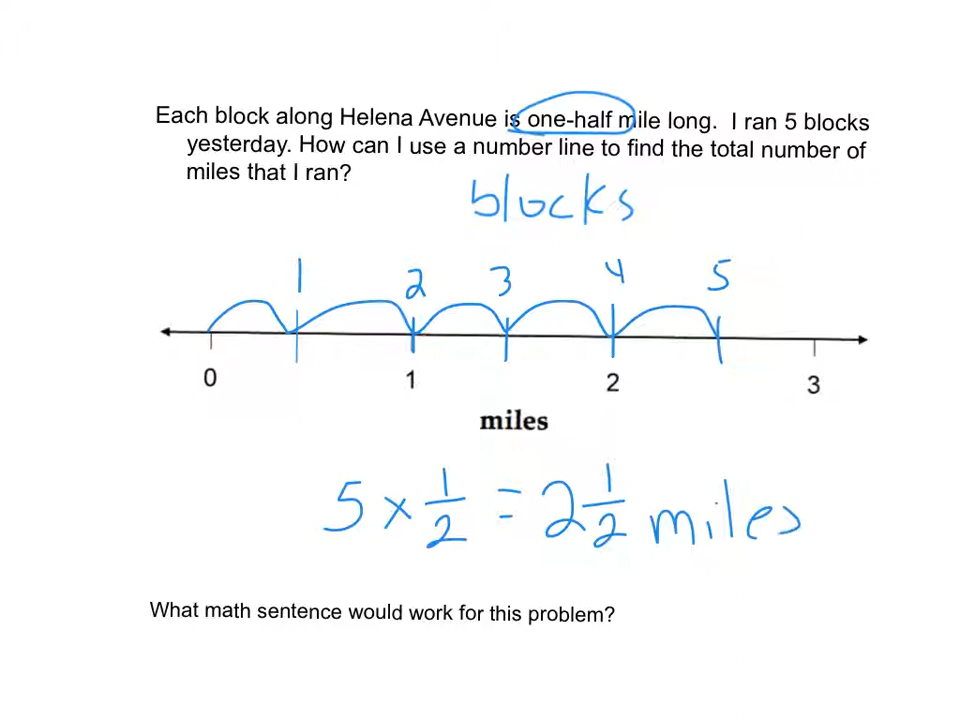 Each block along Helena Avenue is one-half mile long. I ran 5 blocks
yesterday. How can I use a number line to find the total number of
miles that I ran?
blocks
1 2 3 4 5
0 1 2 3
miles
5 × 1/2 = 2 1/2 miles
What math sentence would work for this problem?